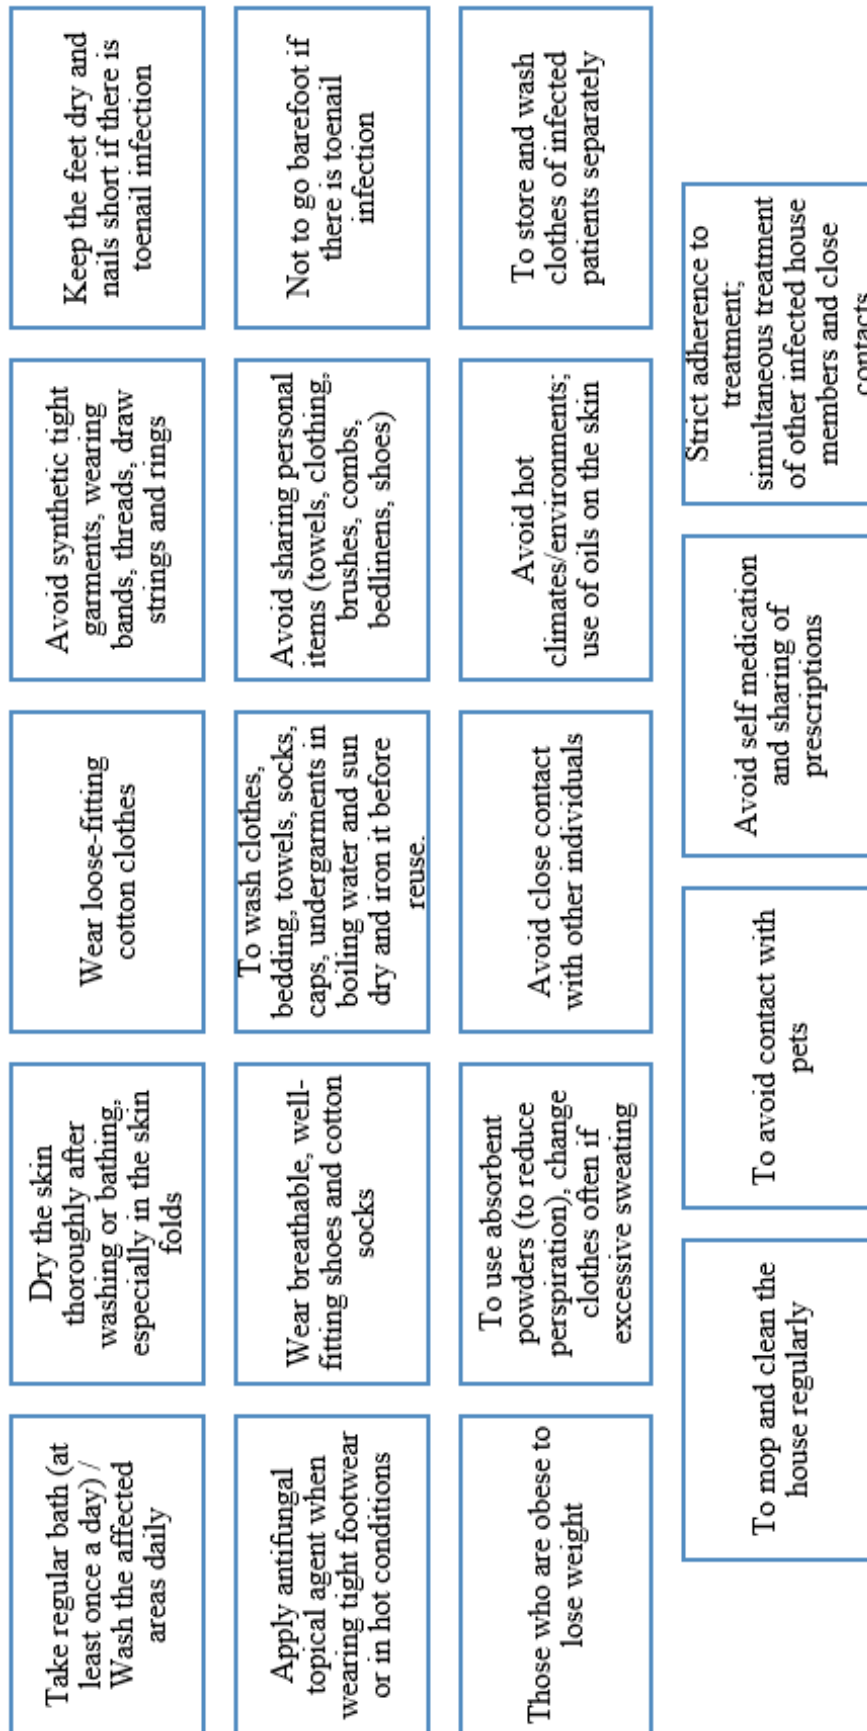 Take regular bath (at
least once a day) /
Wash the affected
areas daily
Dry the skin
thoroughly after
washing or bathing,
especially in the skin
folds
Wear loose-fitting
cotton clothes
Avoid synthetic tight
garments, wearing
bands, threads, draw
strings and rings
Keep the feet dry and
nails short if there is
toenail infection
Apply antifungal
topical agent when
wearing tight footwear
or in hot conditions
Wear breathable, well-
fitting shoes and cotton
socks
To wash clothes,
bedding, towels, socks,
caps, undergarments in
boiling water and sun
dry and iron it before
reuse.
Avoid sharing personal
items (towels, clothing,
brushes, combs,
bedlinens, shoes)
Not to go barefoot if
there is toenail
infection
Those who are obese to
lose weight
To use absorbent
powders (to reduce
perspiration), change
clothes often if
excessive sweating
Avoid close contact
with other individuals
Avoid hot
climates/environments;
use of oils on the skin
To store and wash
clothes of infected
patients separately
To mop and clean the
house regularly
To avoid contact with
pets
Avoid self medication
and sharing of
prescriptions
Strict adherence to
treatment;
simultaneous treatment
of other infected house
members and close
contacts